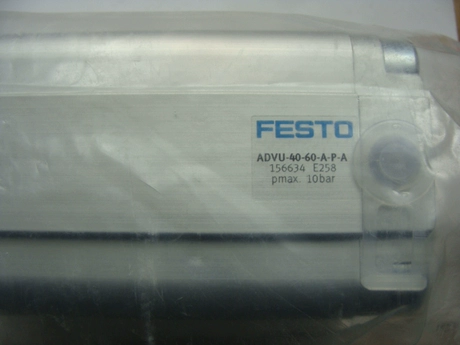 FESTO
ADVU-40-60-A-P-A
156634 E258
pmax. 10bar